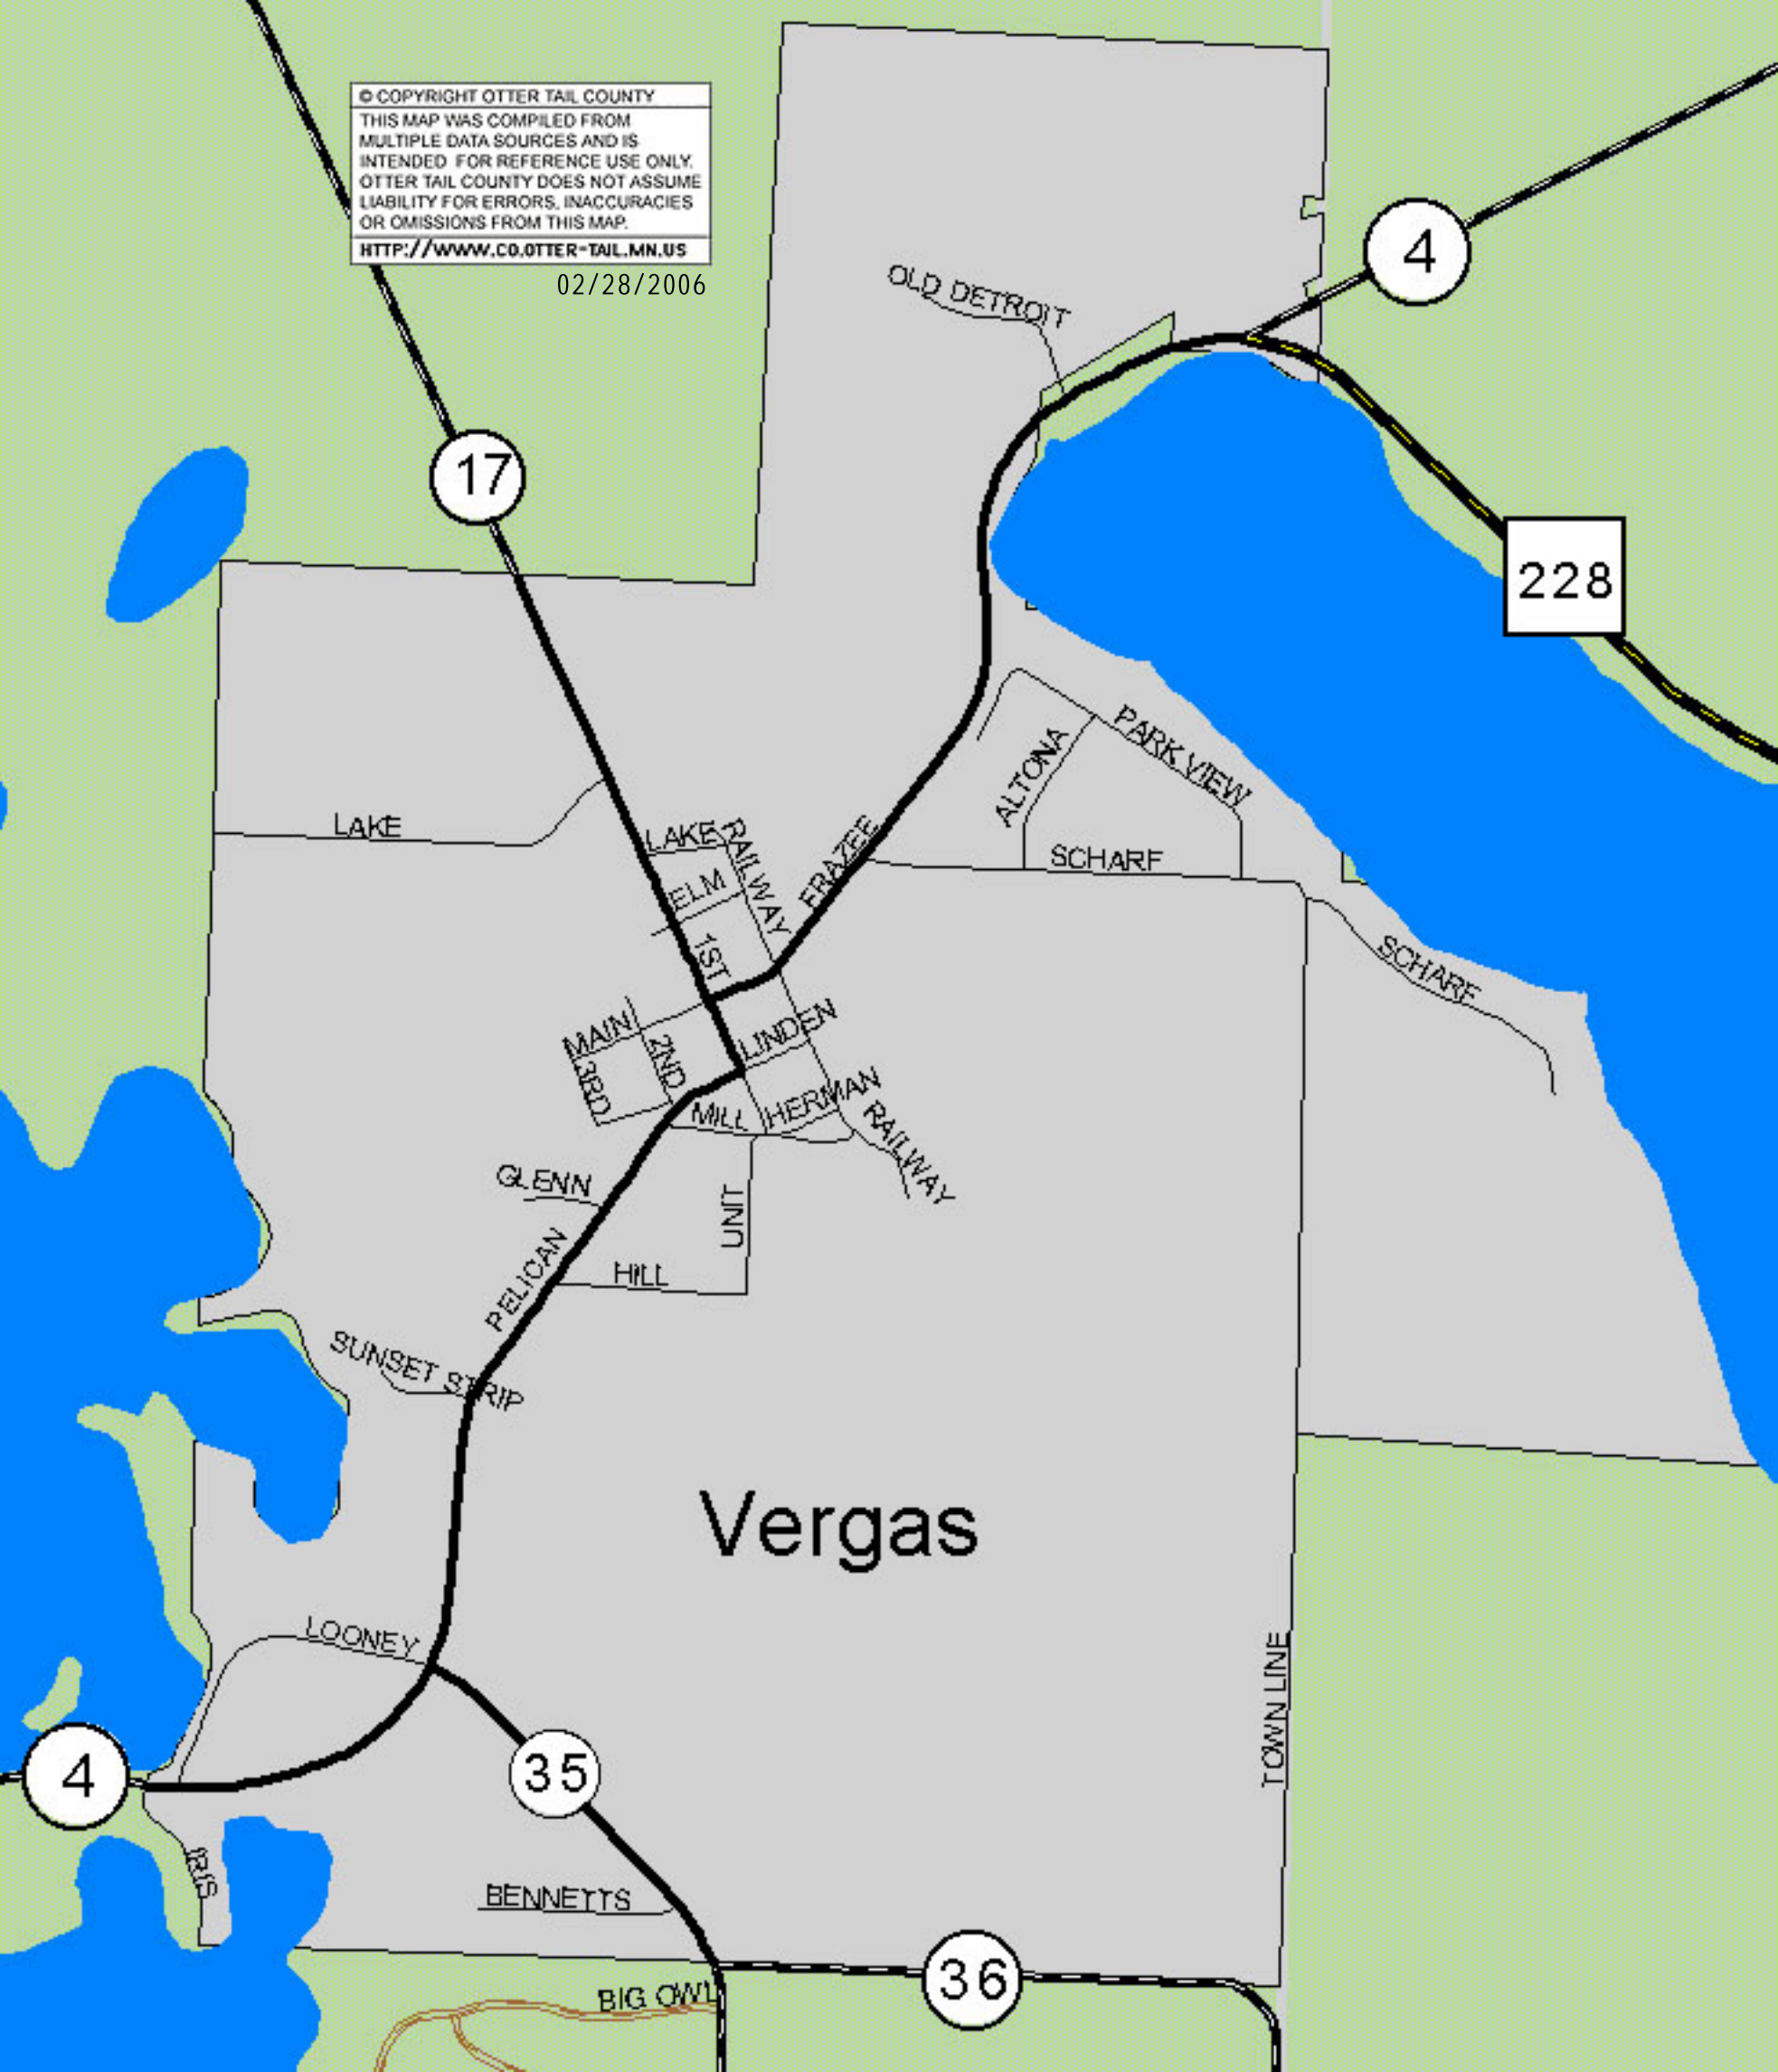 © COPYRIGHT OTTER TAIL COUNTY
THIS MAP WAS COMPILED FROM
MULTIPLE DATA SOURCES AND IS
INTENDED FOR REFERENCE USE ONLY.
OTTER TAIL COUNTY DOES NOT ASSUME
LIABILITY FOR ERRORS, INACCURACIES
OR OMISSIONS FROM THIS MAP.
HTTP://WWW.CO.OTTER-TAIL.MN.US
02/28/2006
4
OLD DETROIT
17
228
PARK VIEW
ALTONA
LAKE
LAKE
RAILWAY
FRAZEE
SCHARF
ELM
1ST
SCHARF
MAIN
2ND
LINDEN
3RD
MILL
HERMAN
RAILWAY
GLENN
UNIT
PELICAN
HILL
SUNSET STRIP
Vergas
LOONEY
TOWN LINE
4
35
IRIS
BENNETTS
36
BIG OWL